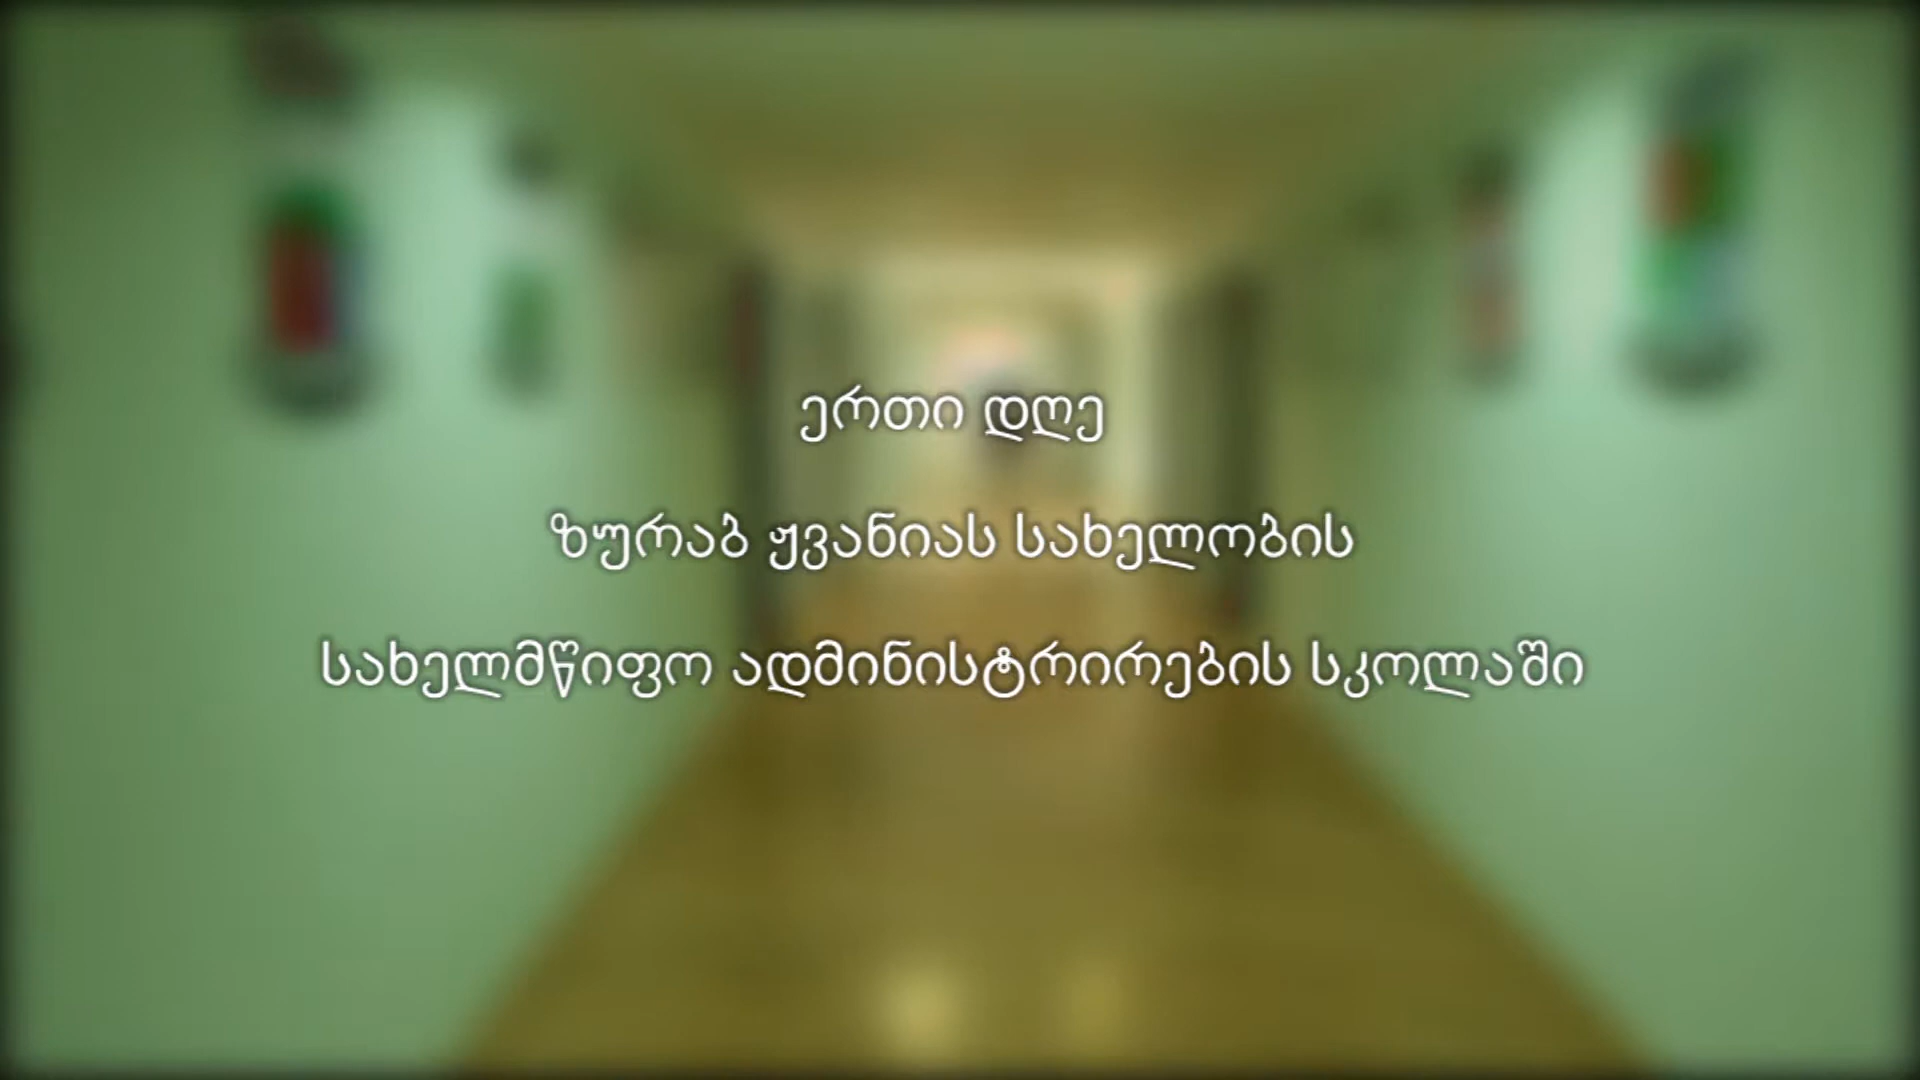 ერთი დღე
ზურაბ ჟვანიას სახელობის
სახელმწიფო ადმინისტრირების სკოლაში